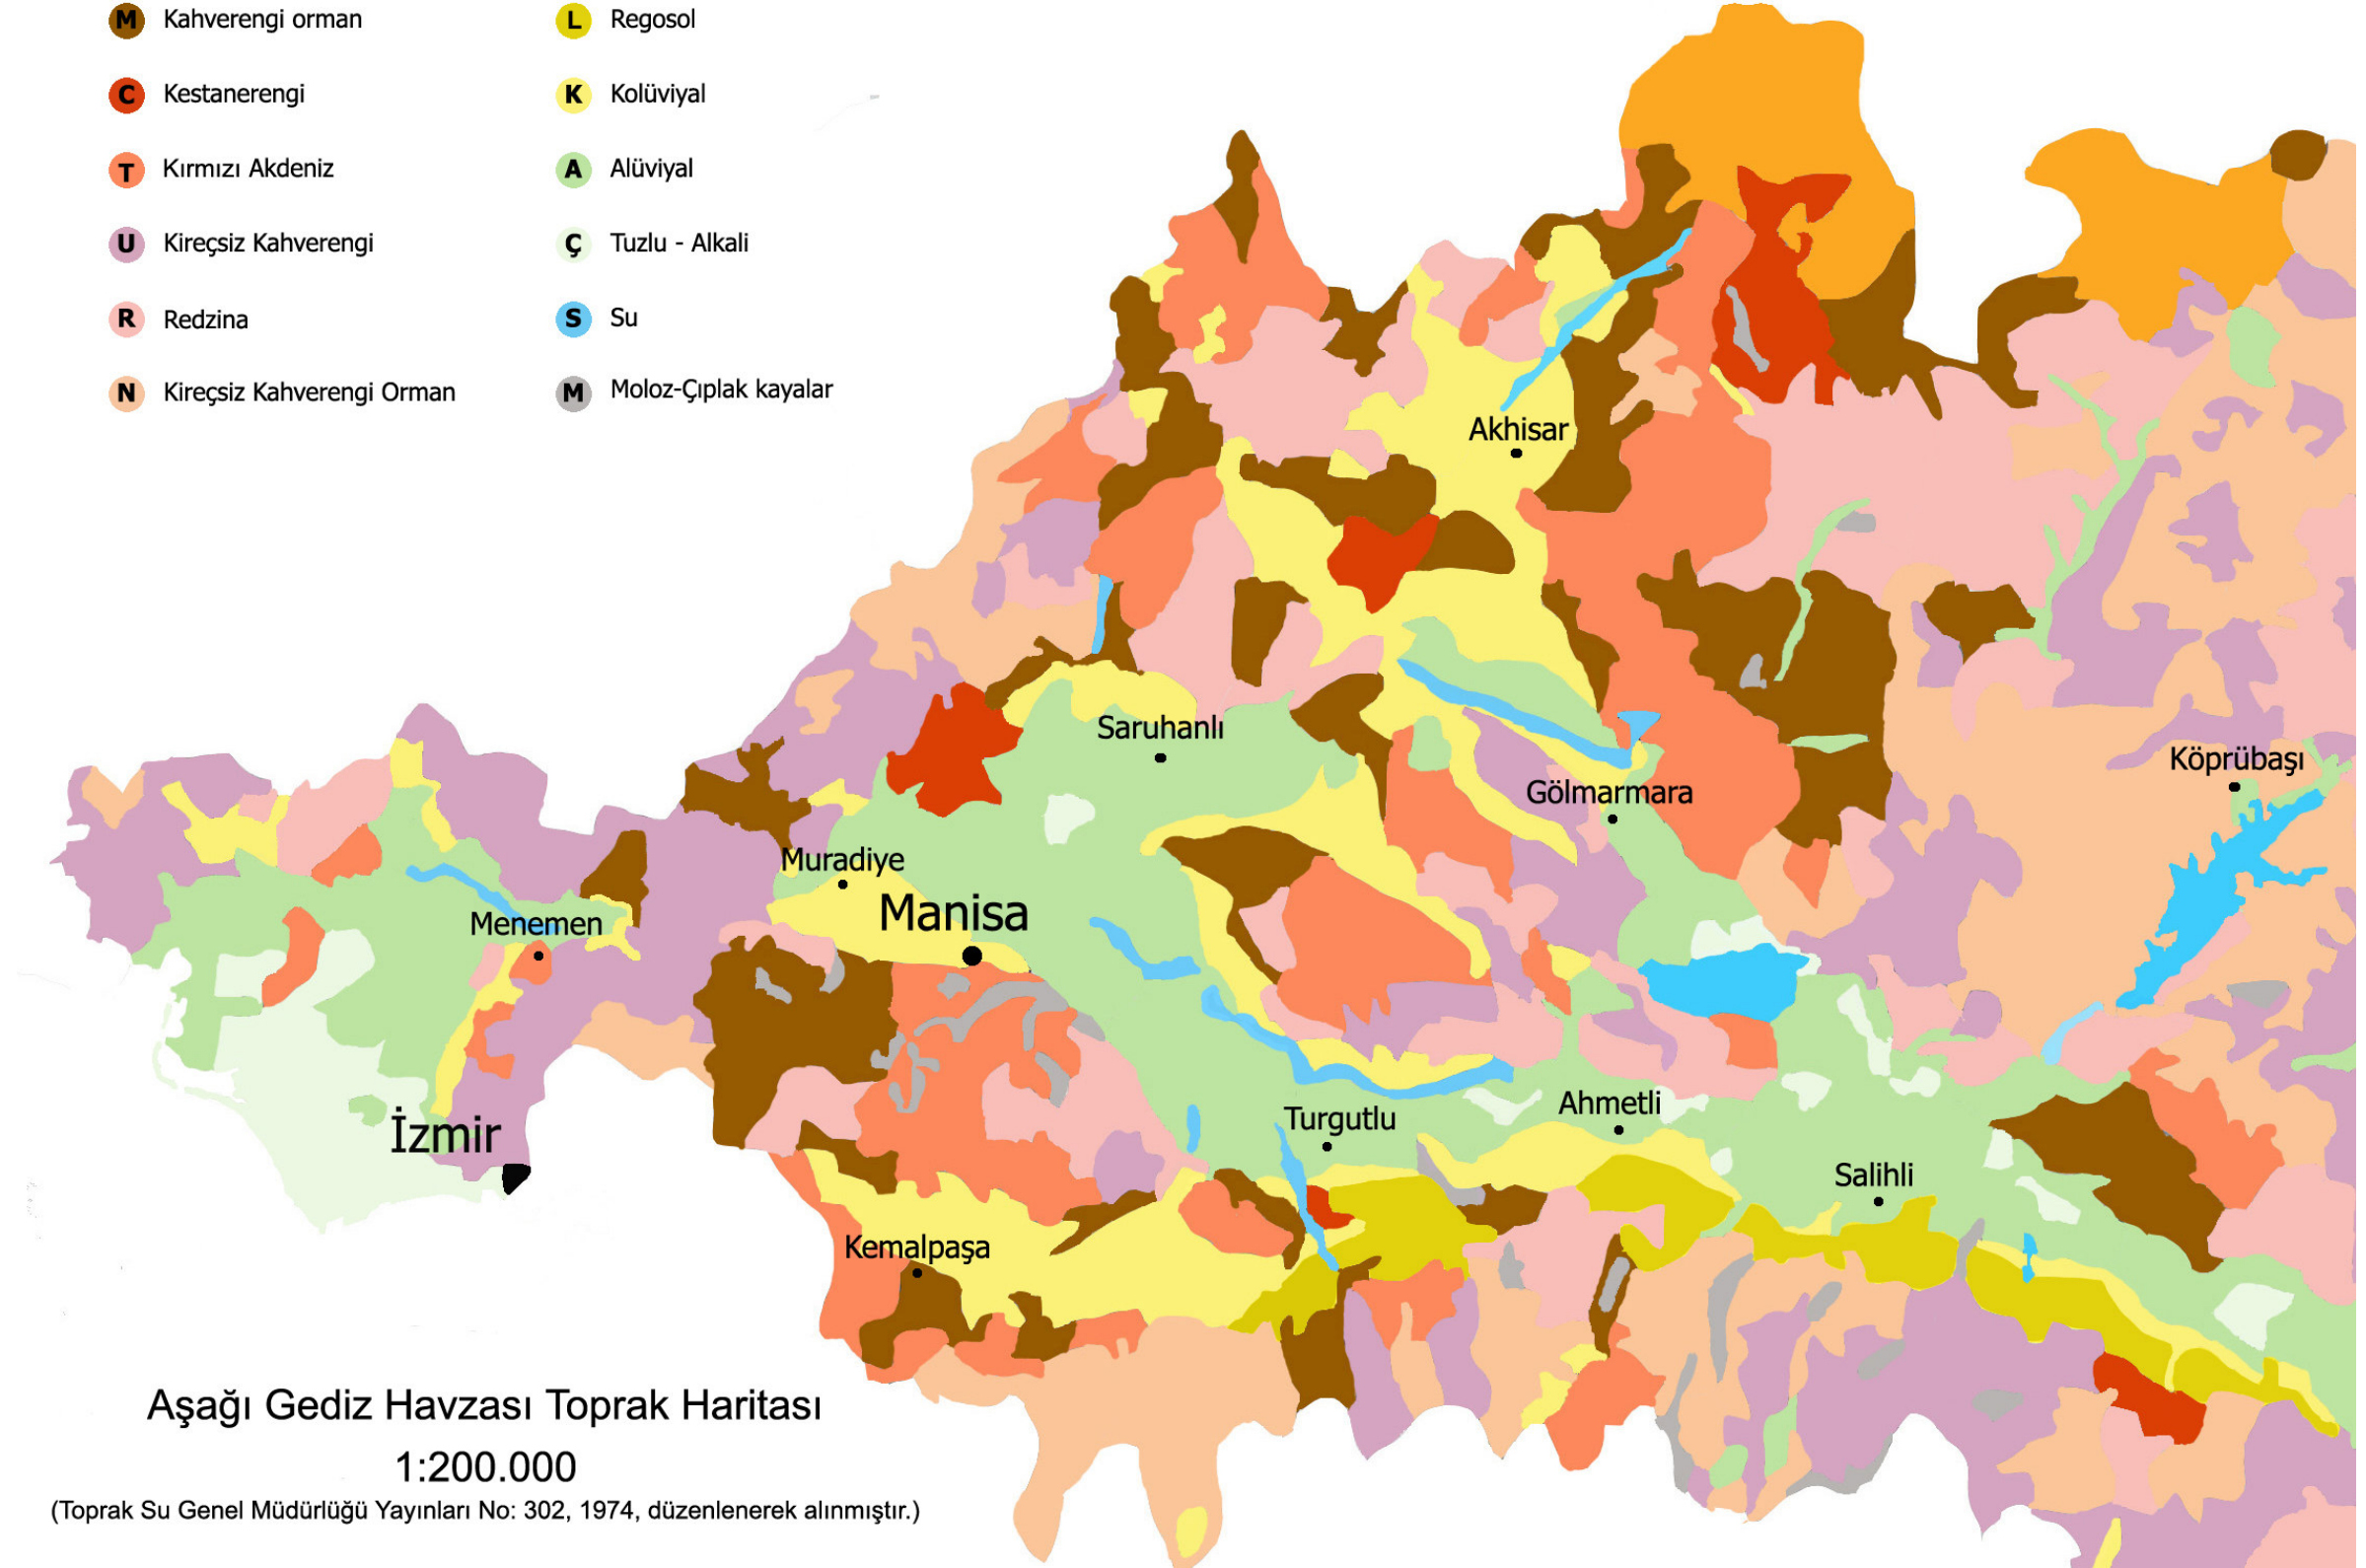 M Kahverengi orman
L Regosol
C Kestanerengi
K Kolüviyal
T Kırmızı Akdeniz
A Alüviyal
U Kireçsiz Kahverengi
Ç Tuzlu - Alkali
R Redzina
S Su
N Kireçsiz Kahverengi Orman
M Moloz-Çıplak kayalar
Akhisar
Saruhanlı
Köprübaşı
Gölmarmara
Muradiye
Manisa
Menemen
Ahmetli
Turgutlu
İzmir
Salihli
Kemalpaşa
Aşağı Gediz Havzası Toprak Haritası
1:200.000
(Toprak Su Genel Müdürlüğü Yayınları No: 302, 1974, düzenlenerek alınmıştır.)